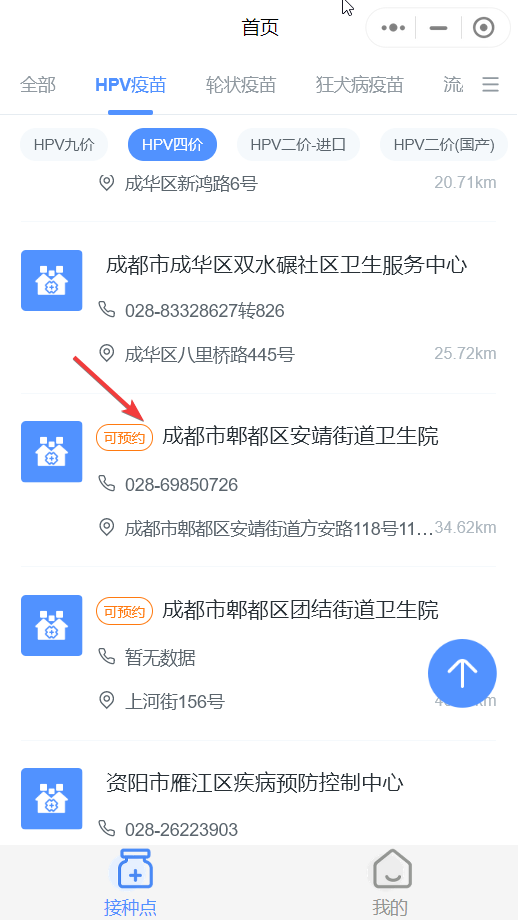 首页
全部 HPV疫苗 轮状疫苗 狂犬病疫苗 流
HPV九价 HPV四价 HPV二价-进口 HPV二价(国产)
成华区新鸿路6号 20.71km
成都市成华区双水碾社区卫生服务中心
028-83328627转826
成华区八里桥路445号 25.72km
可预约 成都市郫都区安靖街道卫生院
028-69850726
成都市郫都区安靖街道方安路118号11... 34.62km
可预约 成都市郫都区团结街道卫生院
暂无数据
上河街156号
资阳市雁江区疾病预防控制中心
028-26223903
接种点 我的